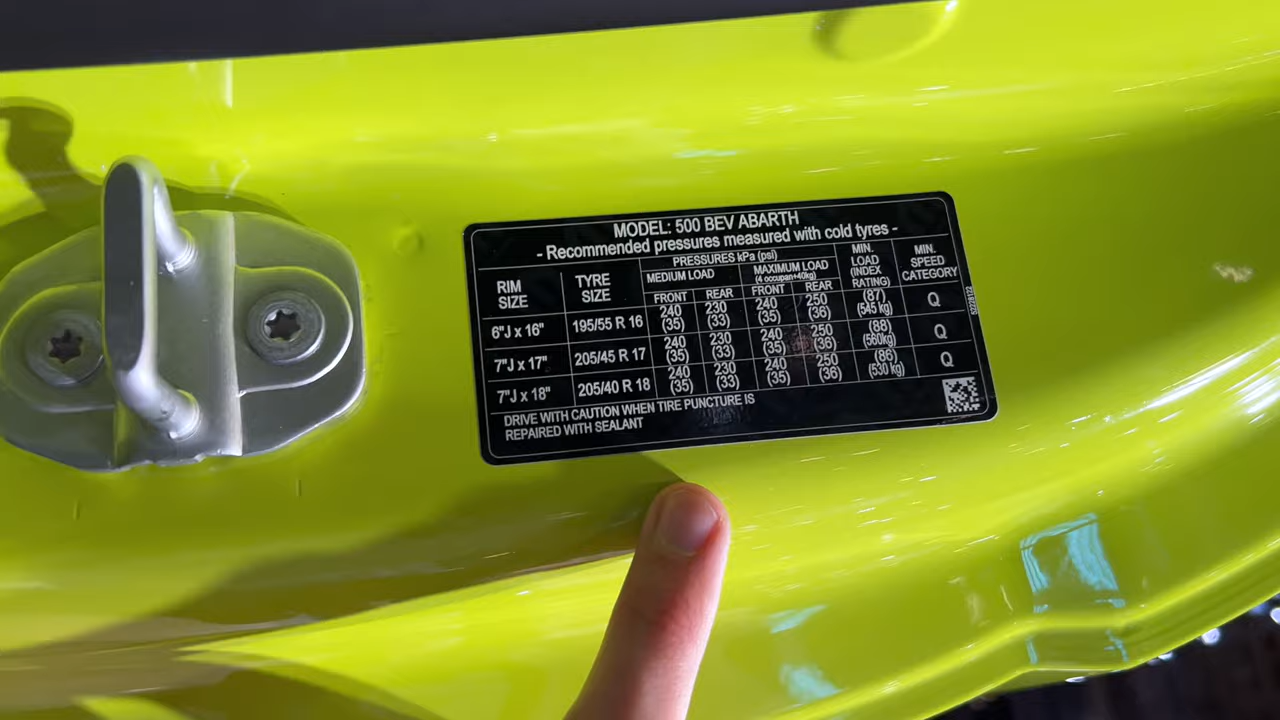 MODEL: 500 BEV ABARTH
- Recommended pressures measured with cold tyres -
RIM SIZE TYRE SIZE PRESSURES kPa (psi) MIN. LOAD (INDEX RATING) MIN. SPEED CATEGORY
MEDIUM LOAD MAXIMUM LOAD (4 occupan+40kg)
FRONT REAR FRONT REAR
6"J x 16" 195/55 R 16 240 (35) 230 (33) 240 (35) 250 (36) (87) (545 kg) Q
7"J x 17" 205/45 R 17 240 (35) 230 (33) 240 (35) 250 (36) (88) (560kg) Q
7"J x 18" 205/40 R 18 240 (35) 230 (33) 240 (35) 250 (36) (86) (530 kg) Q
DRIVE WITH CAUTION WHEN TIRE PUNCTURE IS
REPAIRED WITH SEALANT